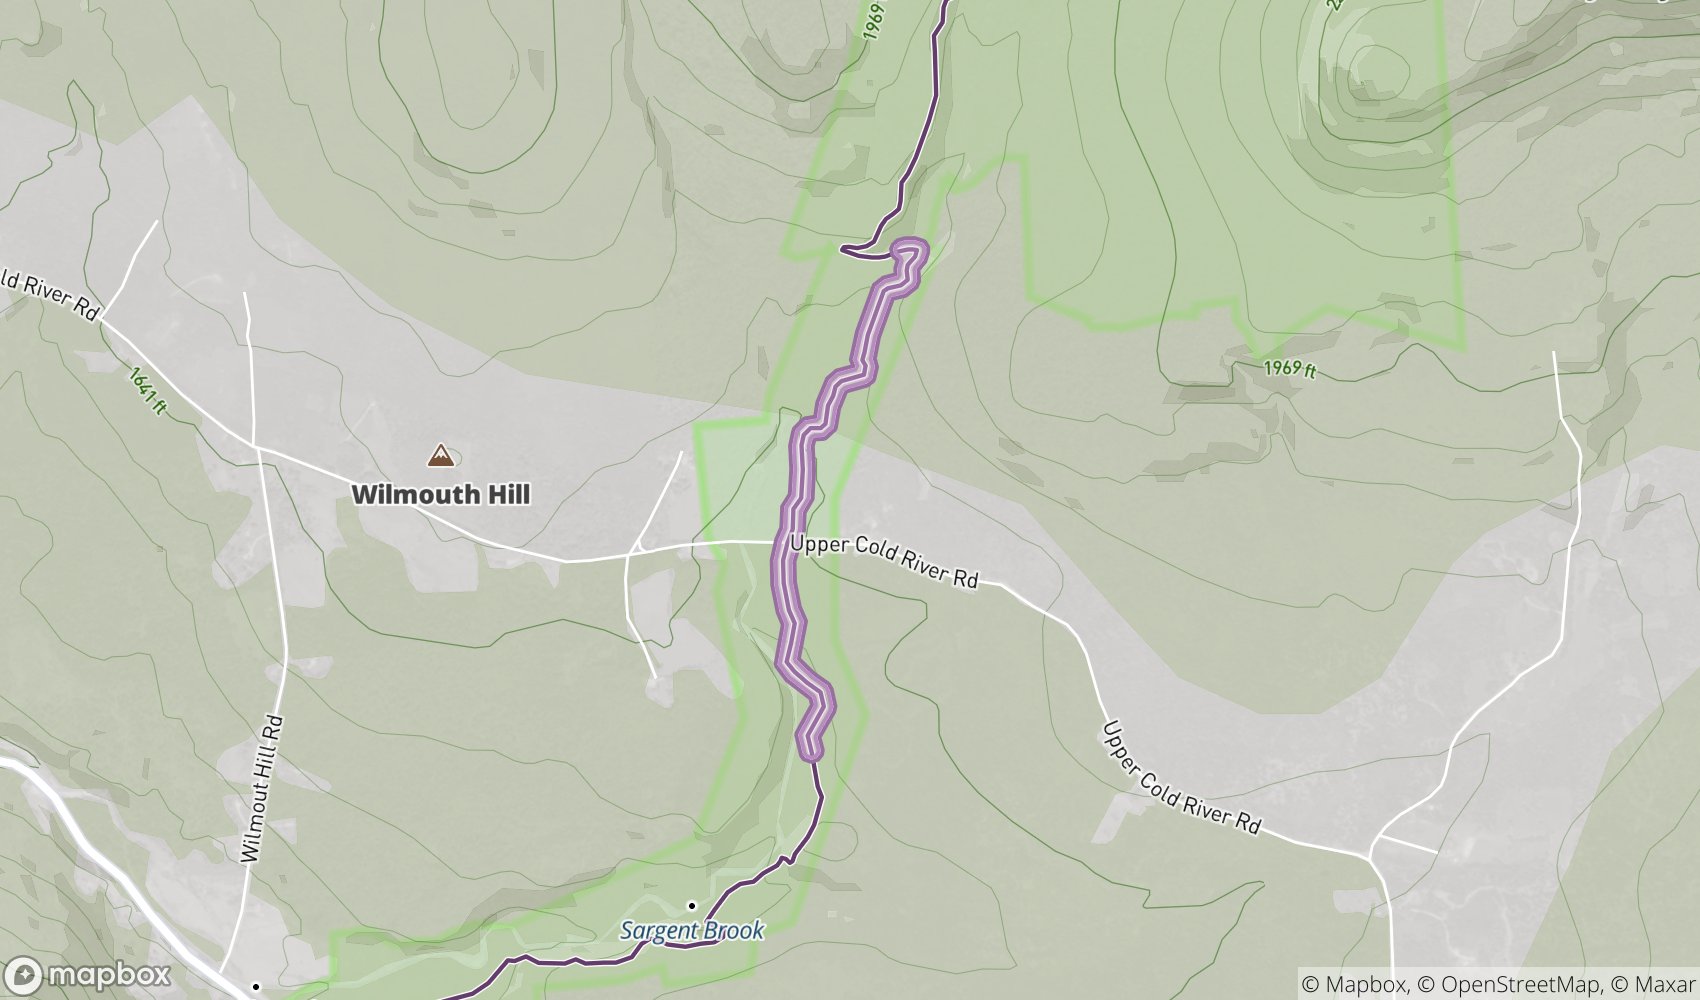 1969
ld River Rd
1641 ft
1969 ft
Wilmouth Hill
Upper Cold River Rd
Wilmout Hill Rd
Upper Cold River Rd
Sargent Brook
mapbox
© Mapbox, © OpenStreetMap, © Maxar